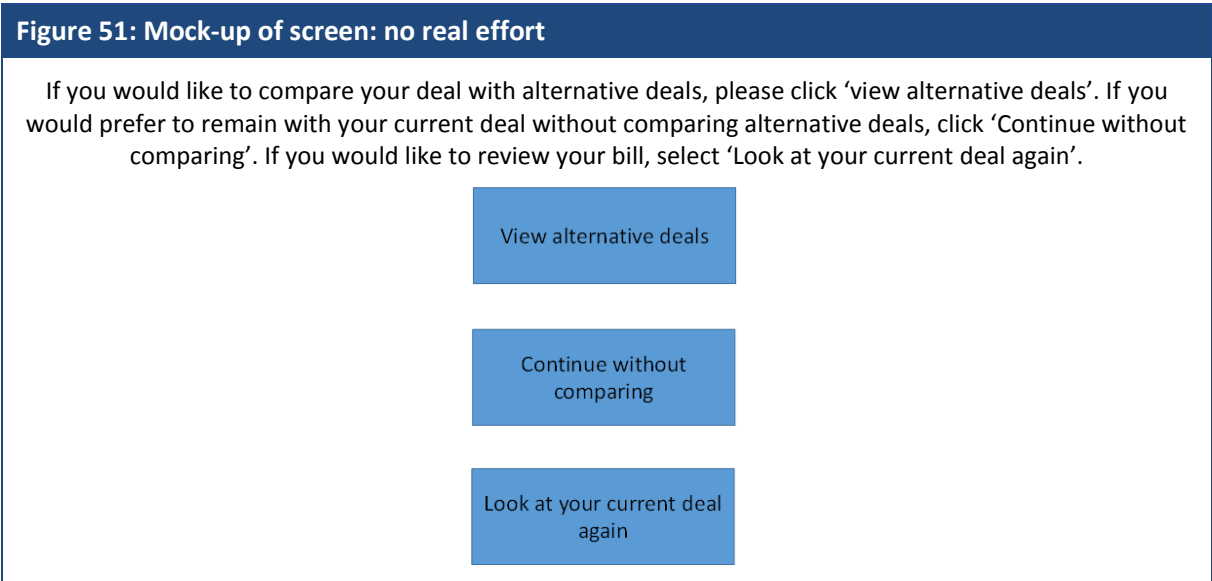 Figure 51: Mock-up of screen: no real effort
If you would like to compare your deal with alternative deals, please click ‘view alternative deals’. If you
would prefer to remain with your current deal without comparing alternative deals, click ‘Continue without
comparing’. If you would like to review your bill, select ‘Look at your current deal again’.
View alternative deals
Continue without
comparing
Look at your current deal
again